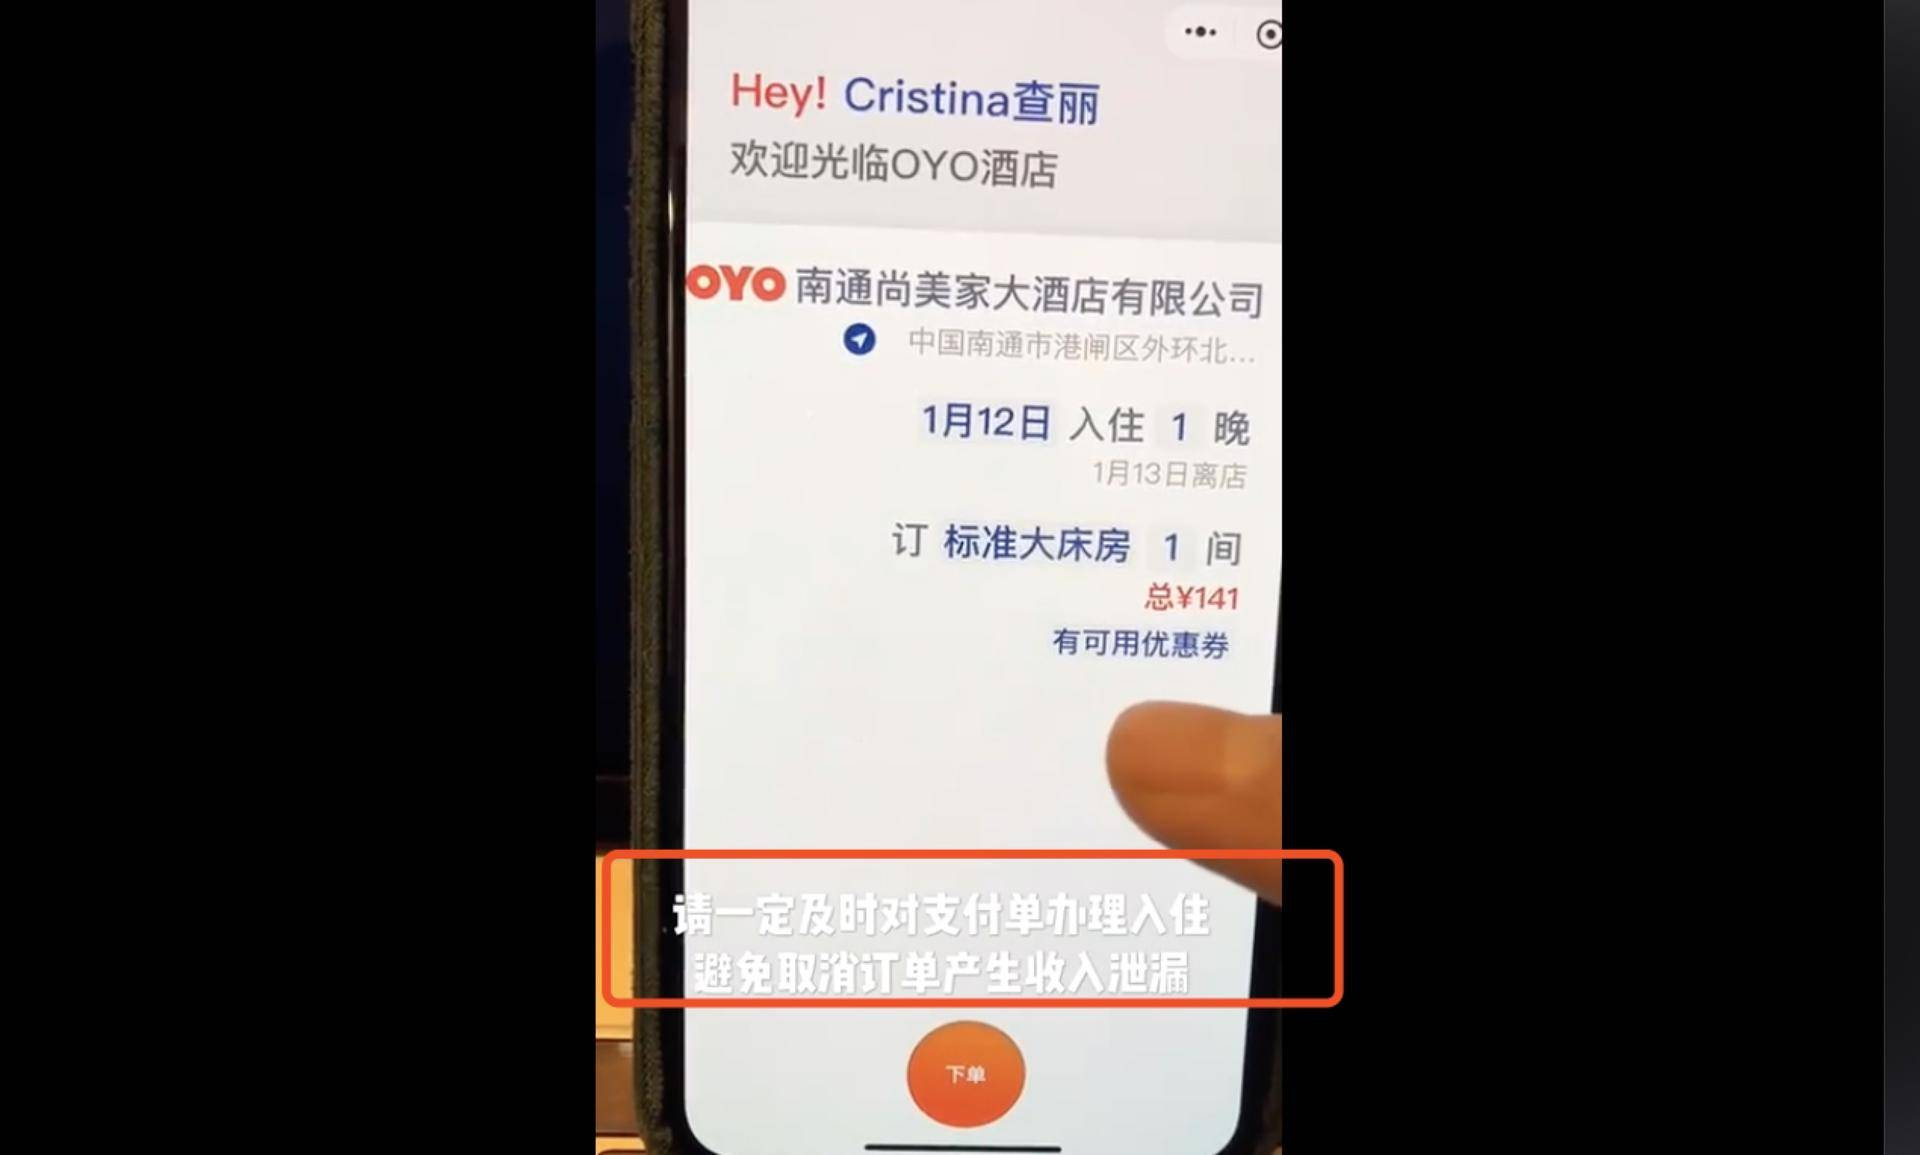 Hey! Cristina查丽
欢迎光临OYO酒店
OYO 南通尚美家大酒店有限公司
中国南通市港闸区外环北...
1月12日 入住 1 晚
1月13日离店
订 标准大床房 1 间
总¥141
有可用优惠券
请一定及时对支付单办理入住
避免取消订单产生收入泄漏
下单